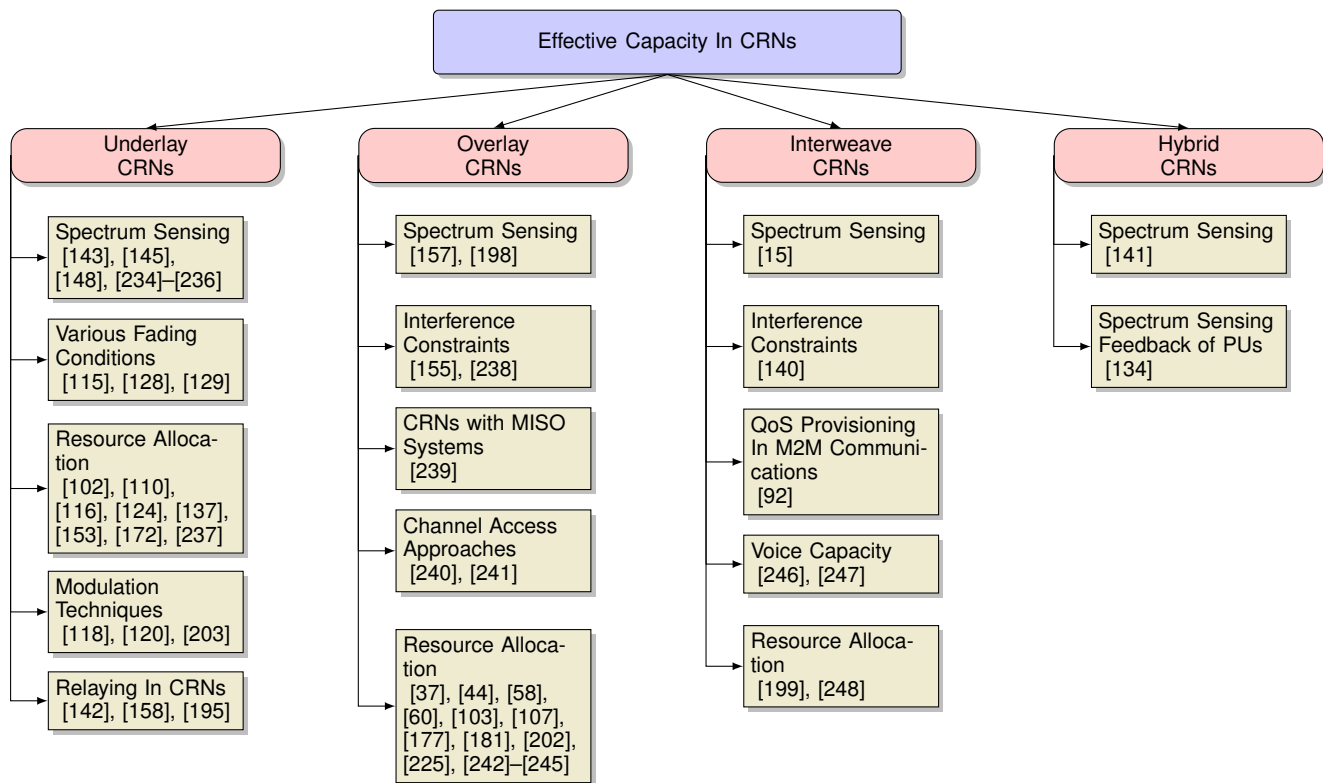 Effective Capacity In CRNs
Underlay
CRNs
Spectrum Sensing
[143], [145],
[148], [234]–[236]
Various Fading
Conditions
[115], [128], [129]
Resource Alloca-
tion
[102], [110],
[116], [124], [137],
[153], [172], [237]
Modulation
Techniques
[118], [120], [203]
Relaying In CRNs
[142], [158], [195]
Overlay
CRNs
Spectrum Sensing
[157], [198]
Interference
Constraints
[155], [238]
CRNs with MISO
Systems
[239]
Channel Access
Approaches
[240], [241]
Resource Alloca-
tion
[37], [44], [58],
[60], [103], [107],
[177], [181], [202],
[225], [242]–[245]
Interweave
CRNs
Spectrum Sensing
[15]
Interference
Constraints
[140]
QoS Provisioning
In M2M Communi-
cations
[92]
Voice Capacity
[246], [247]
Resource Alloca-
tion
[199], [248]
Hybrid
CRNs
Spectrum Sensing
[141]
Spectrum Sensing
Feedback of PUs
[134]